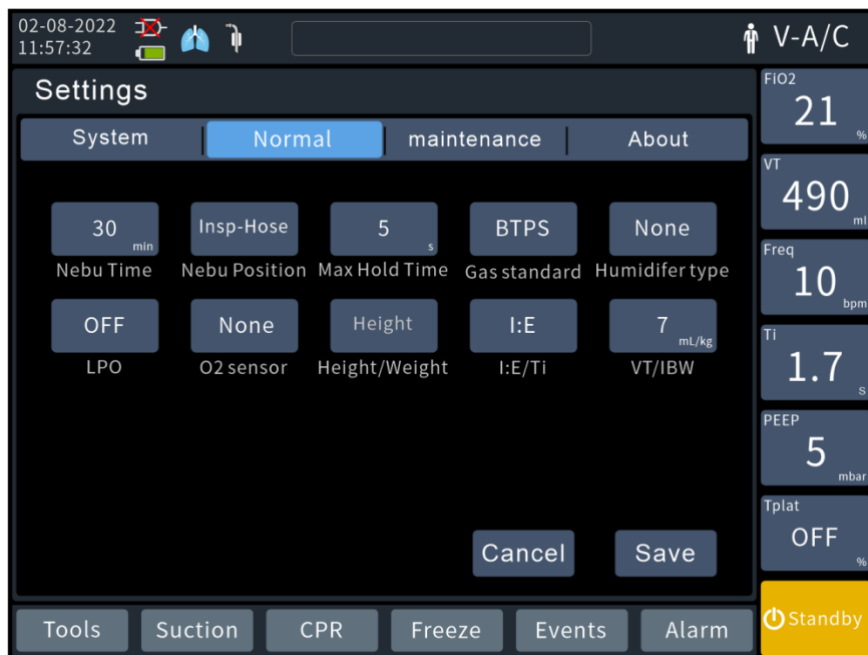 02-08-2022
11:57:32
V-A/C
Settings
System Normal maintenance About
30 min
Nebu Time
Insp-Hose
Nebu Position
5 s
Max Hold Time
BTPS
Gas standard
None
Humidifer type
OFF
LPO
None
O2 sensor
Height
Height/Weight
I:E
I:E/Ti
7 mL/kg
VT/IBW
Cancel Save
FiO2
21 %
VT
490 ml
Freq
10 bpm
Ti
1.7 s
PEEP
5 mbar
Tplat
OFF %
Standby
Tools Suction CPR Freeze Events Alarm